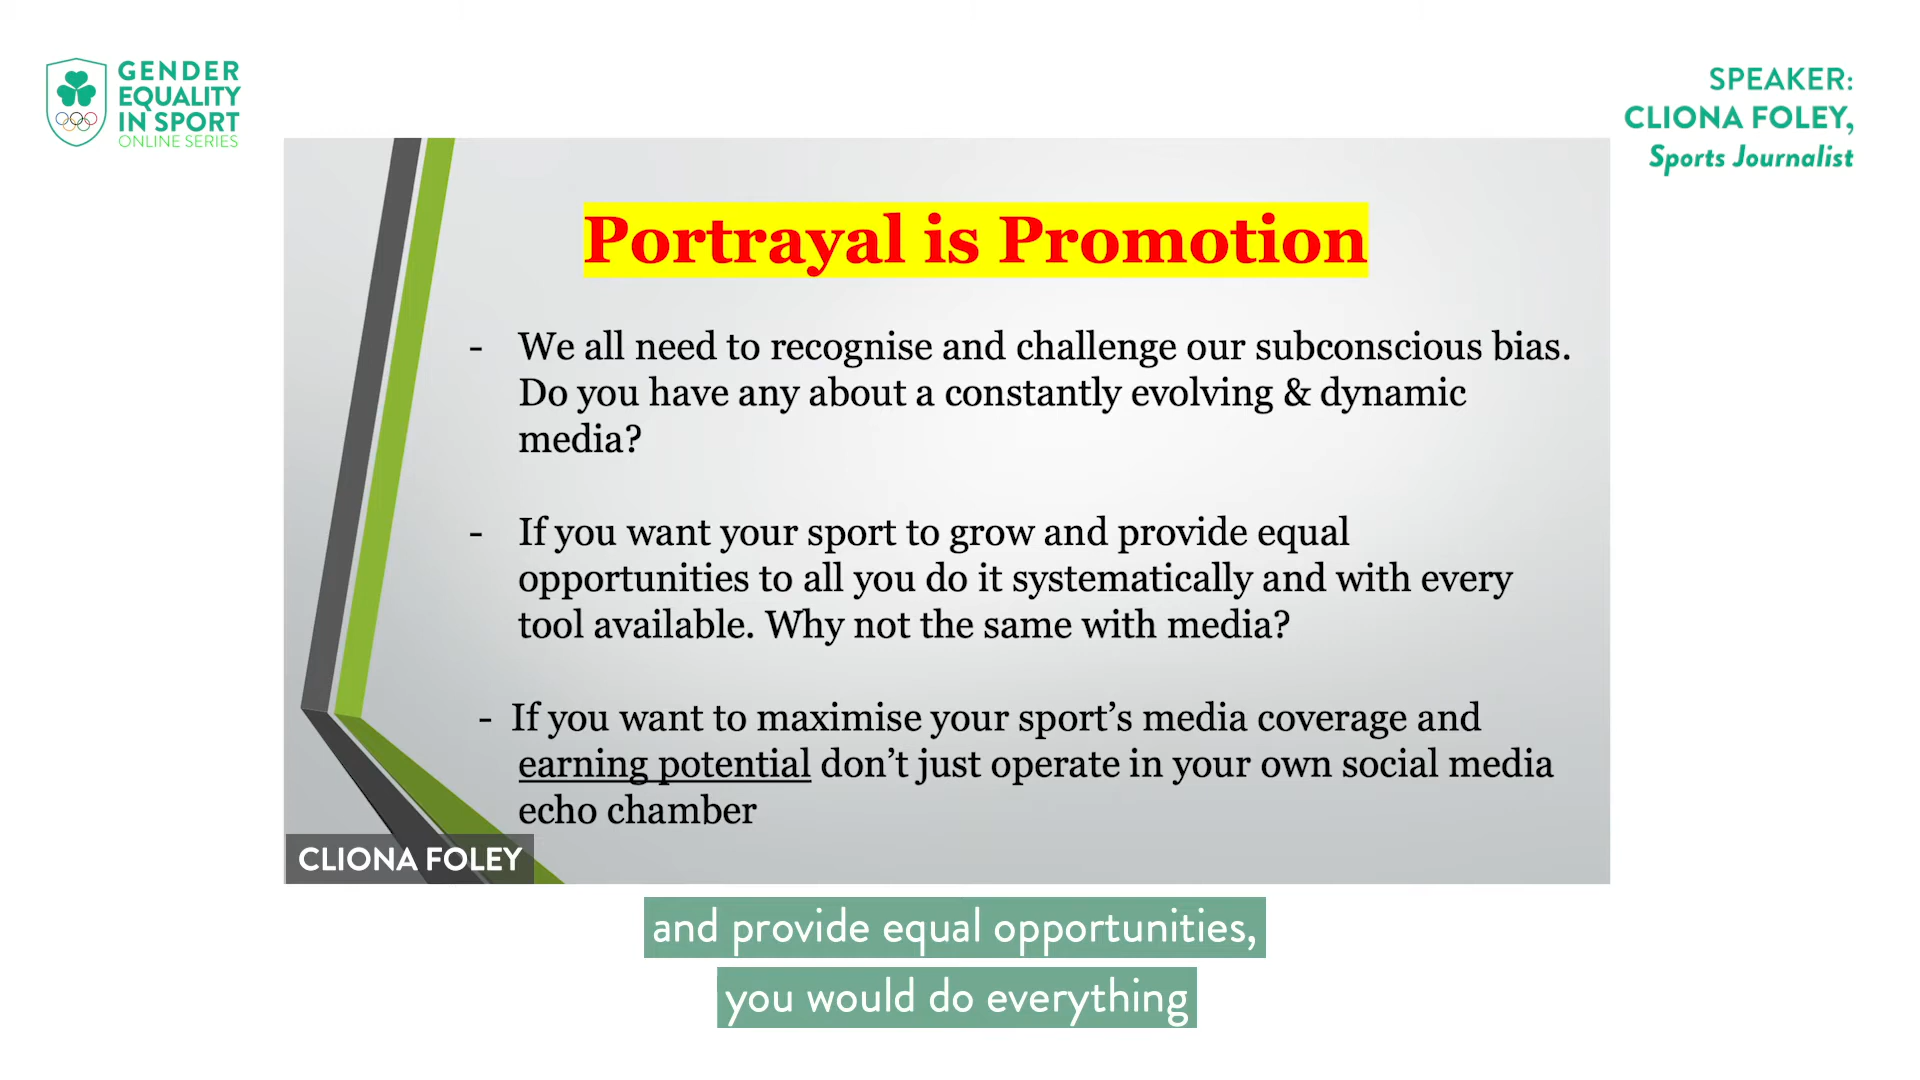 GENDER
EQUALITY
IN SPORT
ONLINE SERIES
SPEAKER:
CLIONA FOLEY,
Sports Journalist
Portrayal is Promotion
- We all need to recognise and challenge our subconscious bias.
Do you have any about a constantly evolving & dynamic
media?
- If you want your sport to grow and provide equal
opportunities to all you do it systematically and with every
tool available. Why not the same with media?
- If you want to maximise your sport’s media coverage and
earning potential don’t just operate in your own social media
echo chamber
CLIONA FOLEY
and provide equal opportunities,
you would do everything